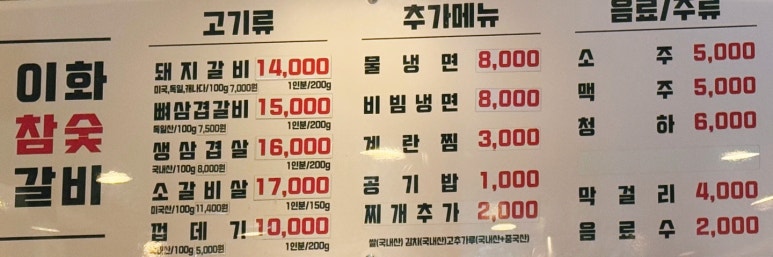 이화
참숯
갈비
고기류
돼지갈비 14,000
미국,독일,캐나다/100g 7,000원 1인분/200g
뼈삼겹갈비 15,000
독일산/100g 7,500원 1인분/200g
생삼겹살 16,000
국내산/100g 8,000원 1인분/200g
소갈비살 17,000
미국산/100g 11,400원 1인분/150g
껍데기 10,000
국내산/100g 5,000원 1인분/200g
추가메뉴
물냉면 8,000
비빔냉면 8,000
계란찜 3,000
공기밥 1,000
찌개추가 2,000
쌀(국내산) 김치(국내산)고추가루(국내산+중국산)
음료/주류
소주 5,000
맥주 5,000
청하 6,000
막걸리 4,000
음료수 2,000